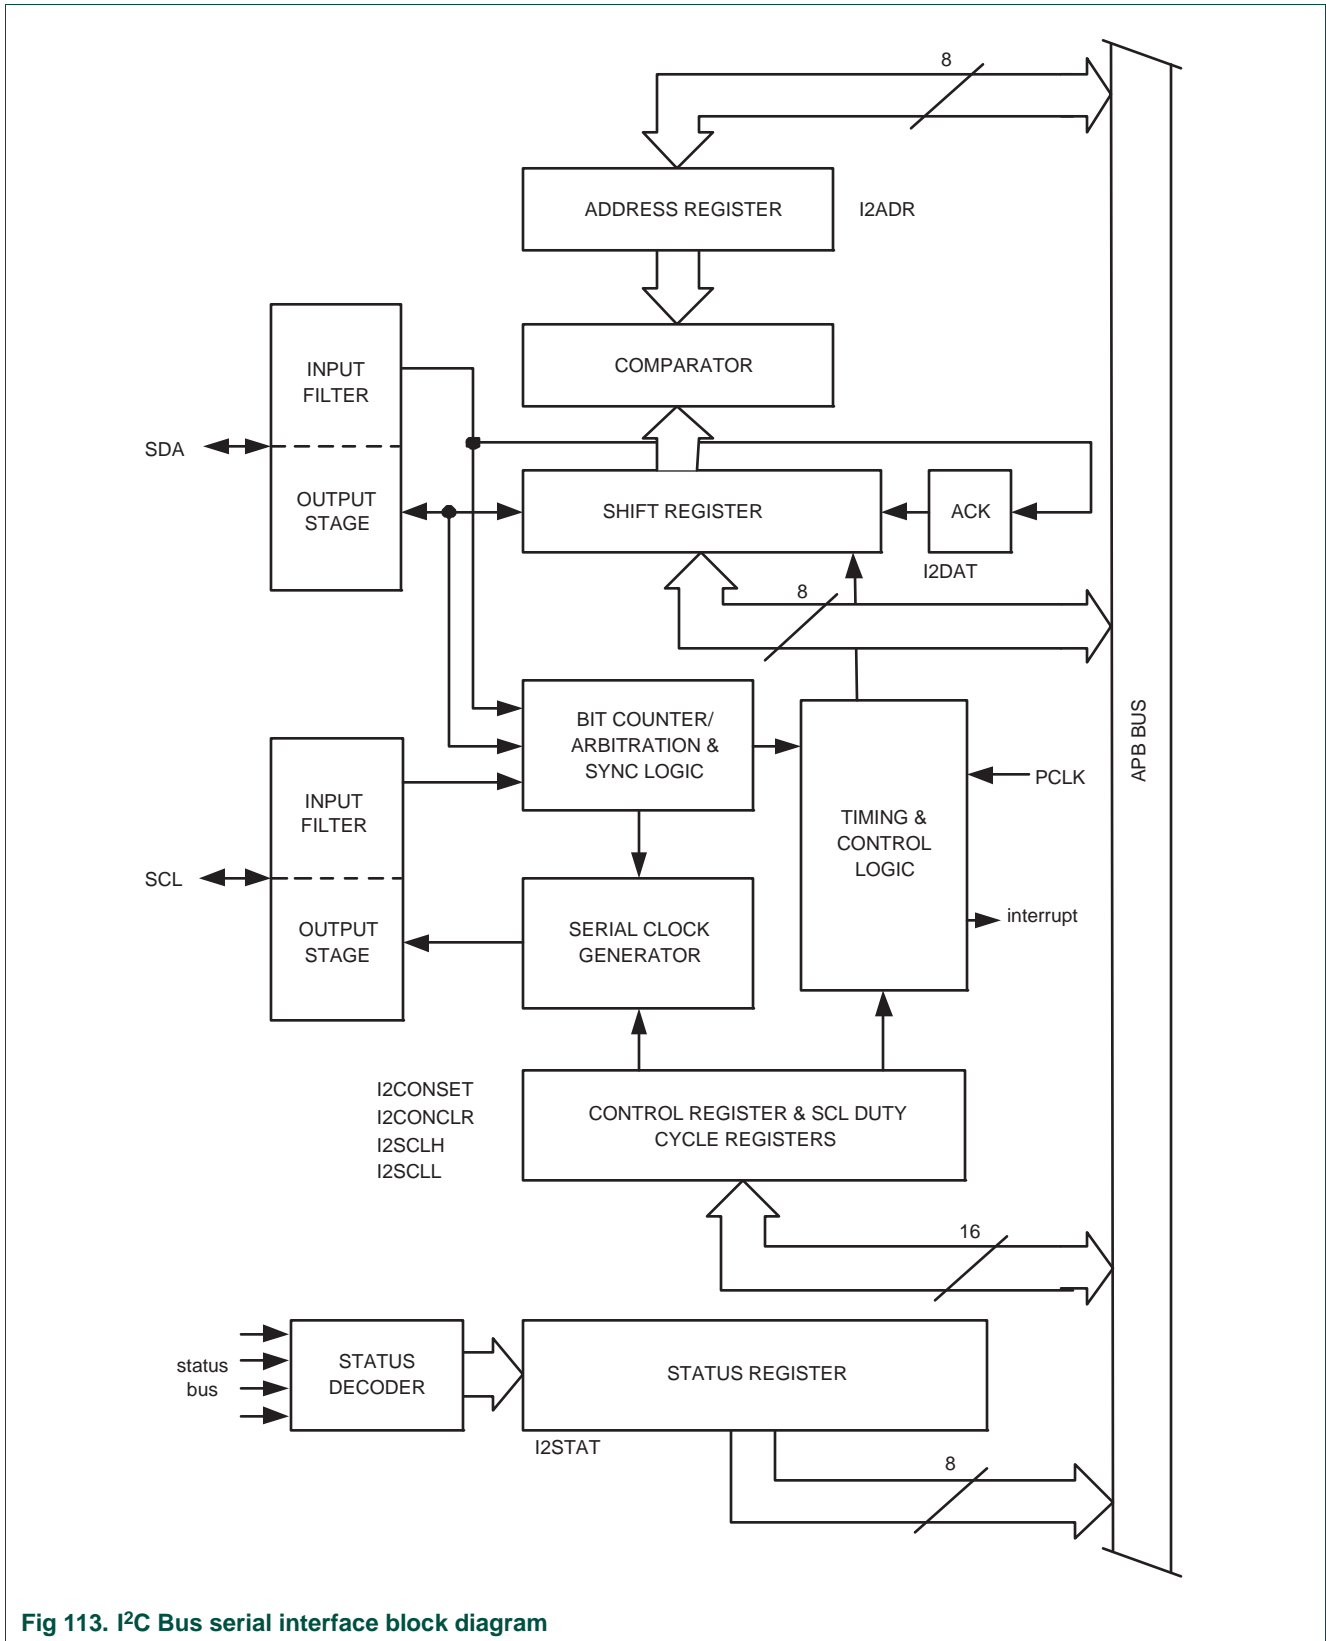 8
ADDRESS REGISTER
I2ADR
COMPARATOR
INPUT
FILTER
SDA
OUTPUT
STAGE
SHIFT REGISTER
ACK
I2DAT
8
BIT COUNTER/
ARBITRATION &
SYNC LOGIC
APB BUS
PCLK
INPUT
FILTER
TIMING &
CONTROL
LOGIC
SCL
OUTPUT
STAGE
SERIAL CLOCK
GENERATOR
interrupt
I2CONSET
I2CONCLR
I2SCLH
I2SCLL
CONTROL REGISTER & SCL DUTY
CYCLE REGISTERS
16
status
bus
STATUS
DECODER
STATUS REGISTER
I2STAT
8
Fig 113. I²C Bus serial interface block diagram